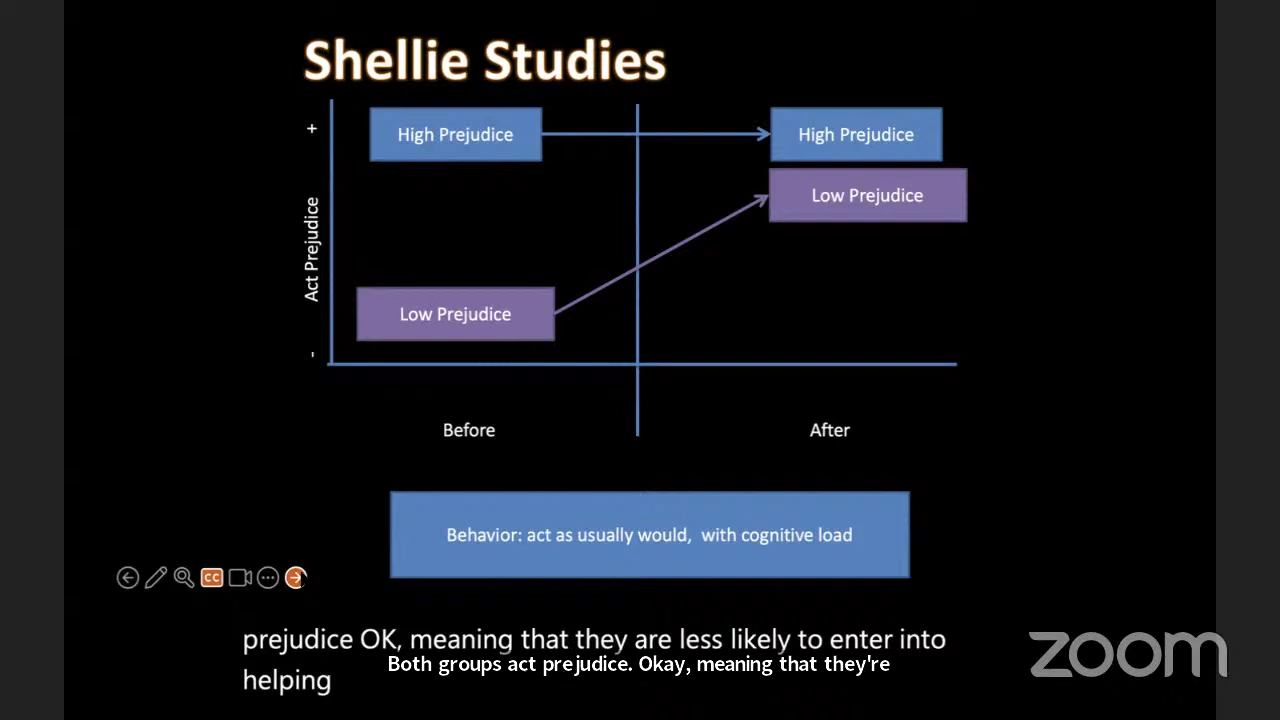 Shellie Studies
+
High Prejudice
High Prejudice
Low Prejudice
Act Prejudice
Low Prejudice
-
Before
After
Behavior: act as usually would, with cognitive load
CC
prejudice OK, meaning that they are less likely to enter into
helping
Both groups act prejudice. Okay, meaning that they're
zoom